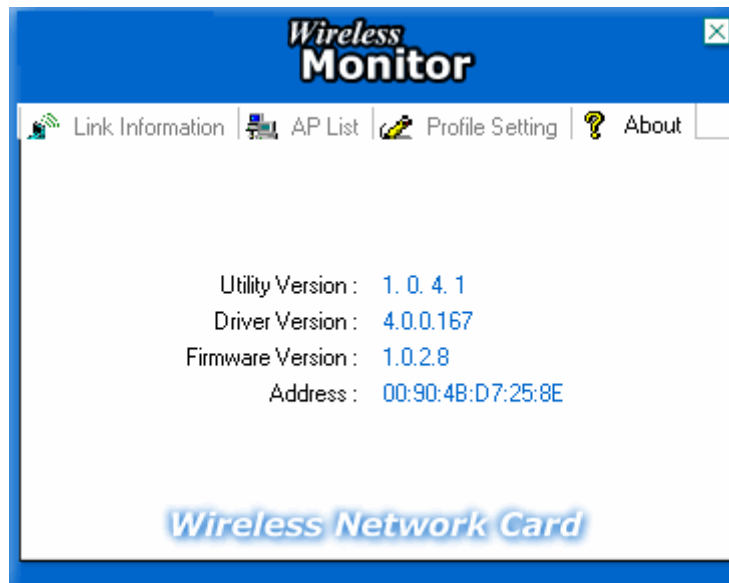 Wireless
Monitor
Link Information AP List Profile Setting About
Utility Version : 1. 0. 4. 1
Driver Version : 4.0.0.167
Firmware Version : 1.0.2.8
Address : 00:90:4B:D7:25:8E
Wireless Network Card